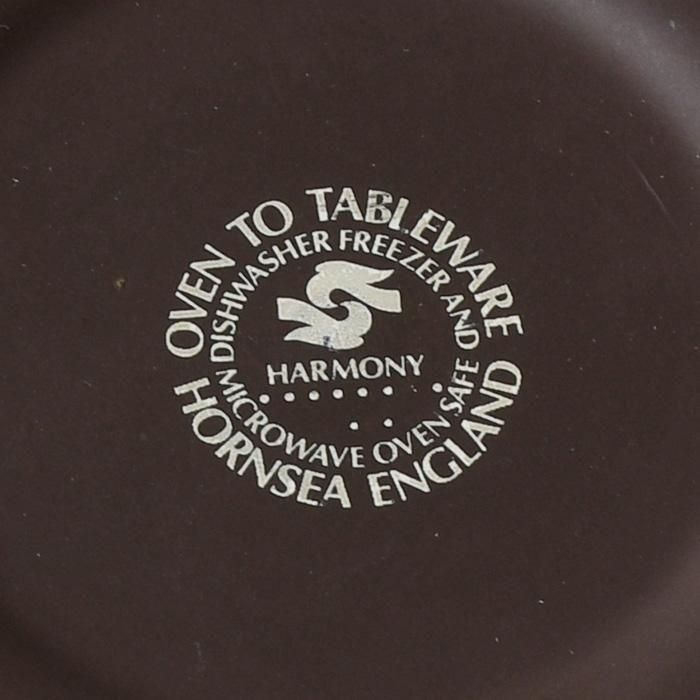 OVEN TO TABLEWARE
DISHWASHER FREEZER AND
HARMONY
MICROWAVE OVEN SAFE
HORNSEA ENGLAND